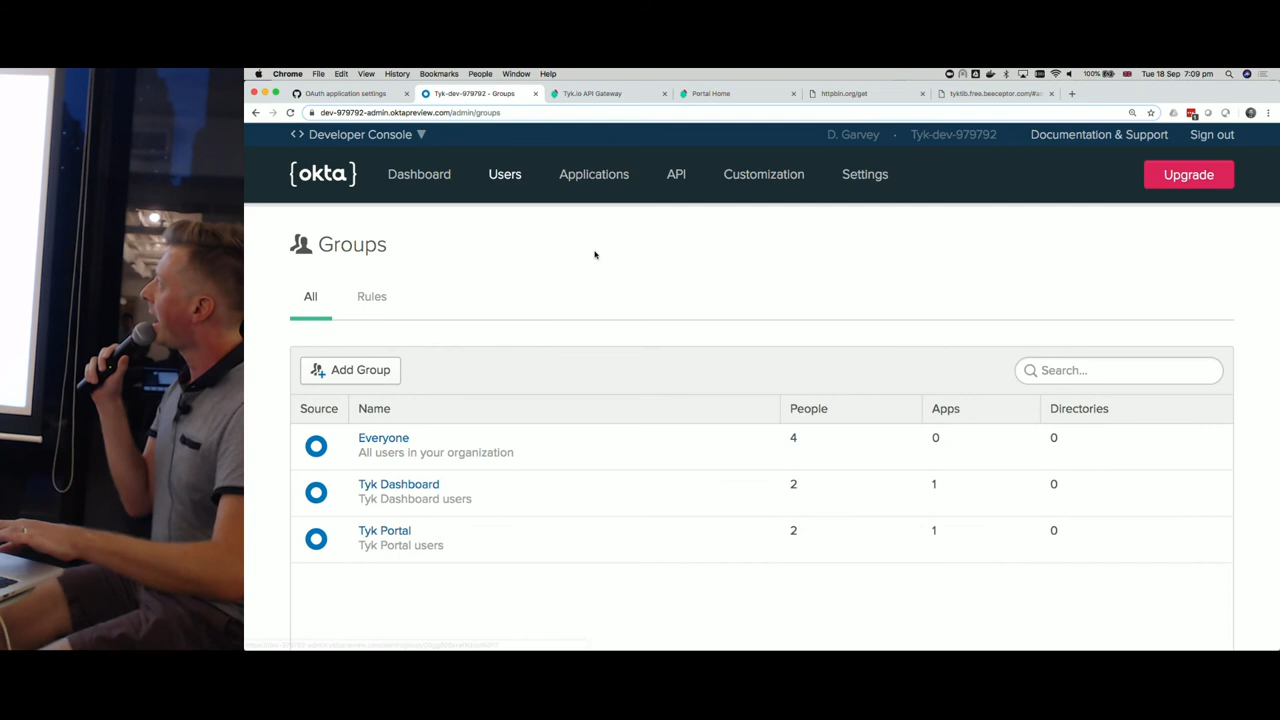 Chrome File Edit View History Bookmarks People Window Help
100% Tue 18 Sep 7:09 pm
OAuth application settings
Tyk-dev-979792 - Groups
Tyk.io API Gateway
Portal Home
httpbin.org/get
dev-979792-admin.oktapreview.com/admin/groups
<> Developer Console
D. Garvey · Tyk-dev-979792
Documentation & Support
Sign out
{okta}
Dashboard
Users
Applications
API
Customization
Settings
Upgrade
Groups
All
Rules
Add Group
Search...
Source Name People Apps Directories
Everyone 4 0 0
All users in your organization
Tyk Dashboard 2 1 0
Tyk Dashboard users
Tyk Portal 2 1 0
Tyk Portal users